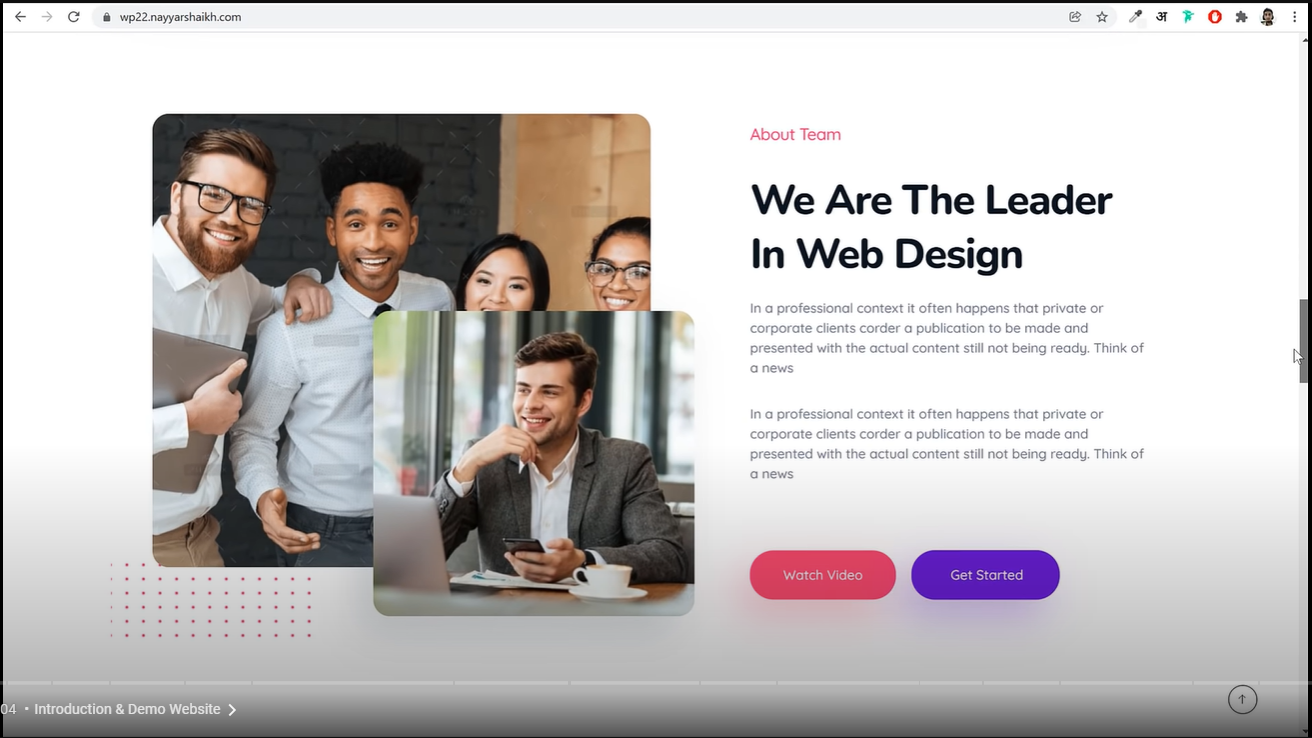 wp22.nayyarshaikh.com
अ
About Team
We Are The Leader
In Web Design
In a professional context it often happens that private or
corporate clients corder a publication to be made and
presented with the actual content still not being ready. Think of
a news
In a professional context it often happens that private or
corporate clients corder a publication to be made and
presented with the actual content still not being ready. Think of
a news
Watch Video Get Started
04 • Introduction & Demo Website